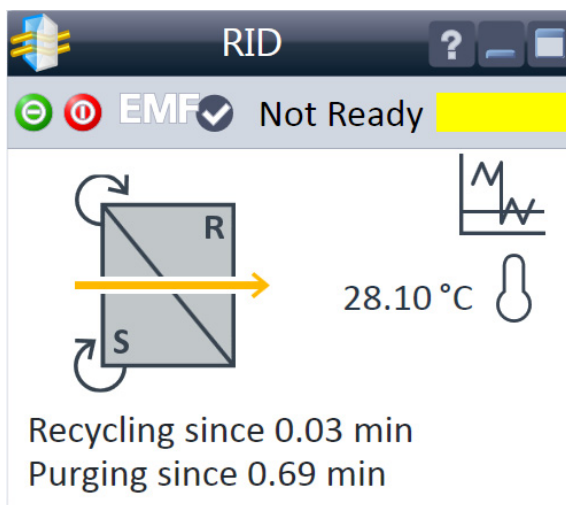 RID ?
EMF Not Ready
R
28.10 °C
S
Recycling since 0.03 min
Purging since 0.69 min